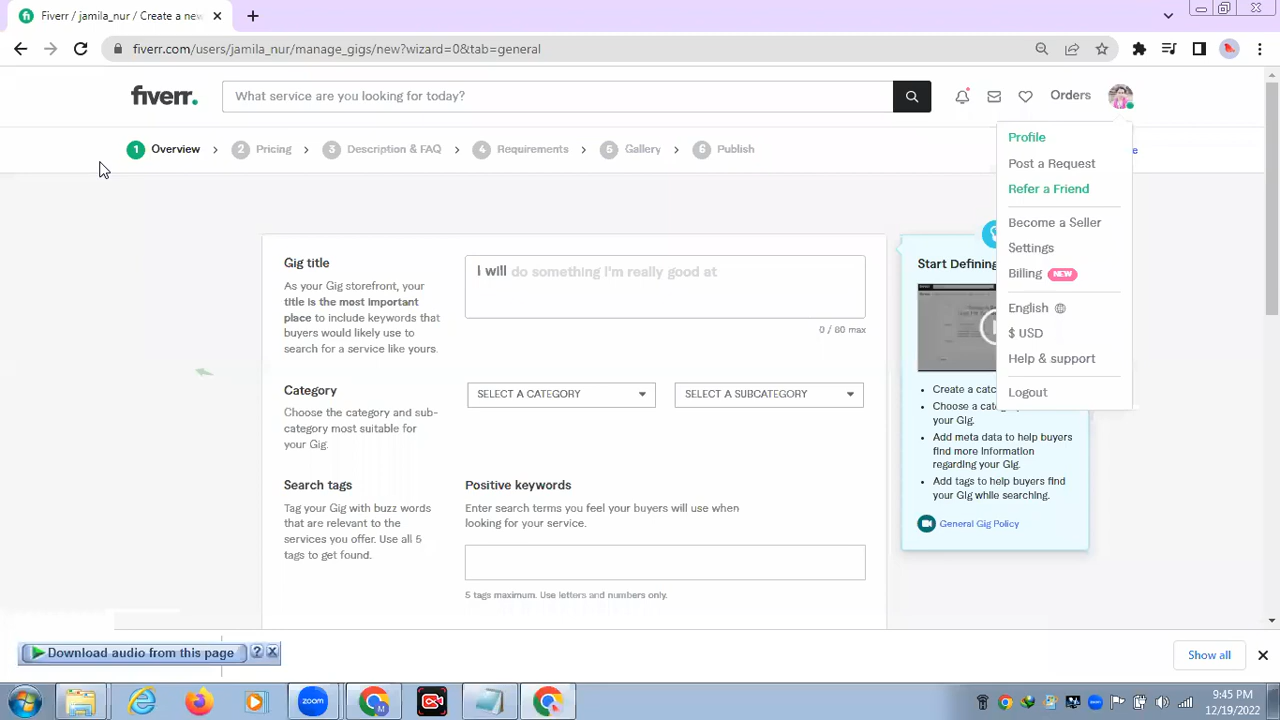 Fiverr / jamila_nur / Create a new
fiverr.com/users/jamila_nur/manage_gigs/new?wizard=0&tab=general
fiverr.
What service are you looking for today?
Orders
1 Overview
2 Pricing
3 Description & FAQ
4 Requirements
5 Gallery
6 Publish
e
Profile
Post a Request
Refer a Friend
Become a Seller
Settings
Billing NEW
English
$ USD
Help & support
Logout
Gig title
As your Gig storefront, your
title is the most important
place to include keywords that
buyers would likely use to
search for a service like yours.
I will do something I'm really good at
0 / 80 max
Category
Choose the category and sub-
category most suitable for
your Gig.
SELECT A CATEGORY
SELECT A SUBCATEGORY
Search tags
Tag your Gig with buzz words
that are relevant to the
services you offer. Use all 5
tags to get found.
Positive keywords
Enter search terms you feel your buyers will use when
looking for your service.
5 tags maximum. Use letters and numbers only.
Start Defining
Create a catc
Choose a cate
your Gig.
Add meta data to help buyers
find more information
regarding your Gig.
Add tags to help buyers find
your Gig while searching.
General Gig Policy
Download audio from this page
?
Show all
zoom
M
9:45 PM
12/19/2022